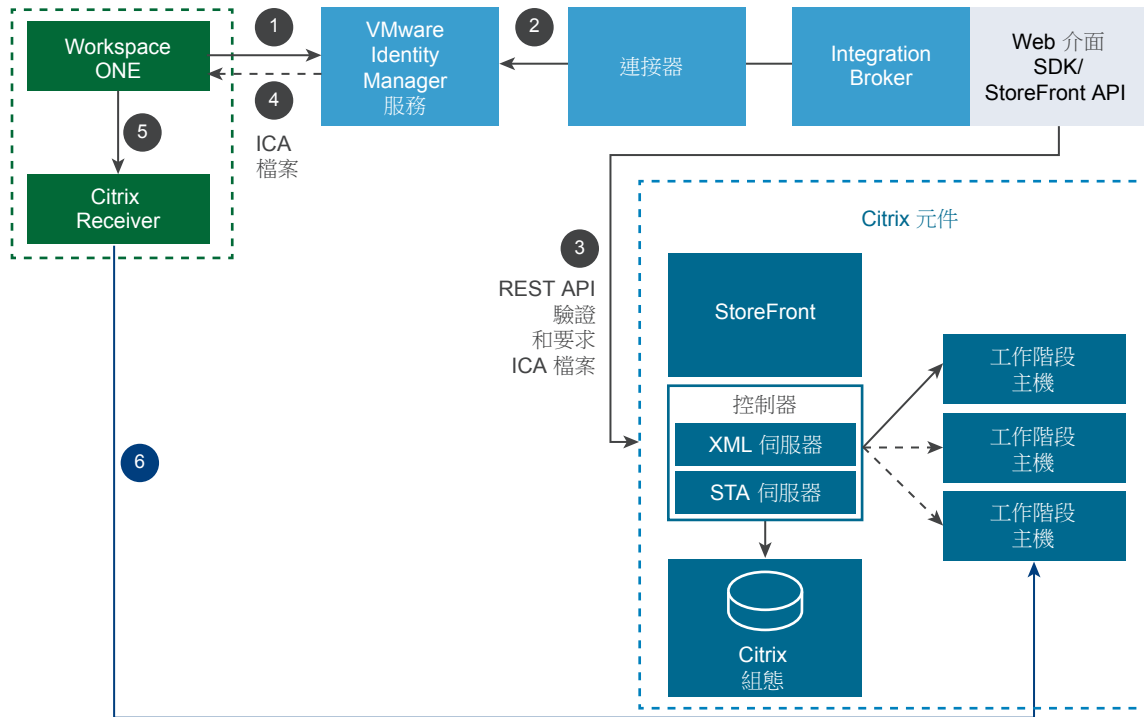 Workspace
ONE
1
4
ICA
檔案
5
Citrix
Receiver
VMware
Identity
Manager
服務
2
連接器
Integration
Broker
Web 介面
SDK/
StoreFront API
3
REST API
驗證
和要求
ICA 檔案
Citrix 元件
StoreFront
控制器
XML 伺服器
STA 伺服器
工作階段
主機
工作階段
主機
工作階段
主機
Citrix
組態
6